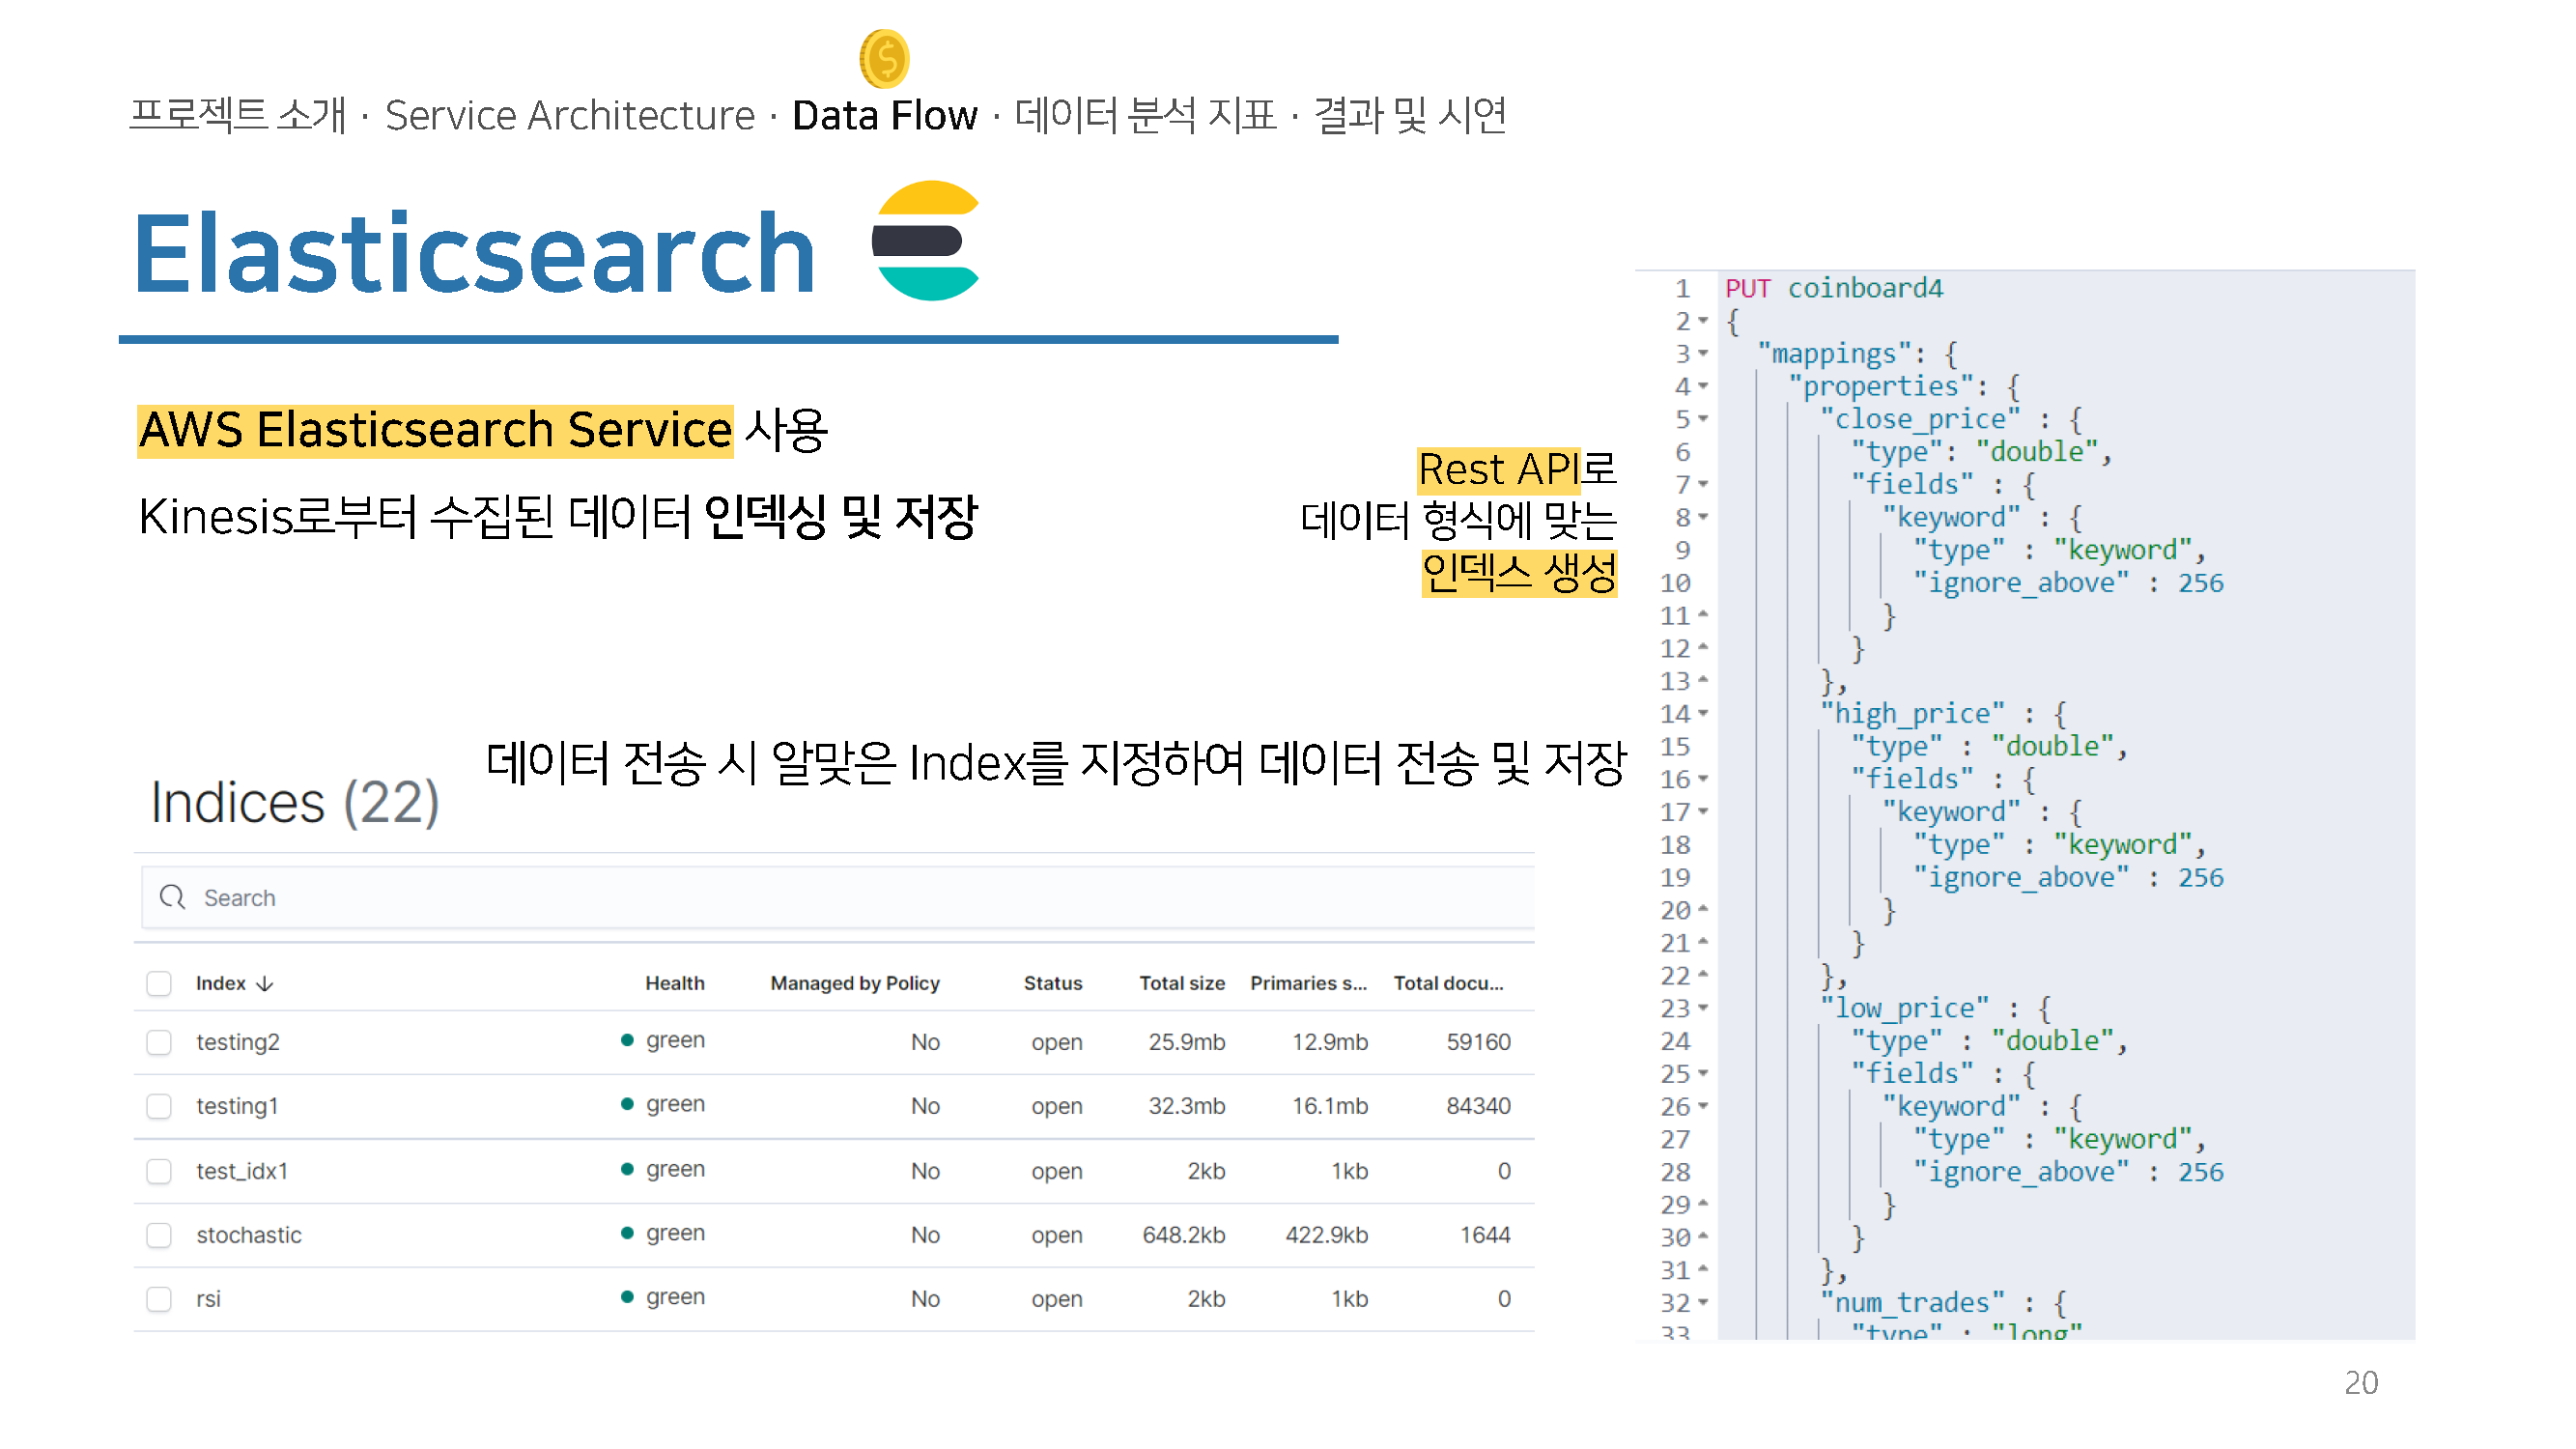 프로젝트 소개 · Service Architecture · Data Flow · 데이터 분석 지표 · 결과 및 시연
Elasticsearch
AWS Elasticsearch Service 사용
Kinesis로부터 수집된 데이터 인덱싱 및 저장
Rest API로
데이터 형식에 맞는
인덱스 생성
데이터 전송 시 알맞은 Index를 지정하여 데이터 전송 및 저장
Indices (22)
Search
Index ↓ Health Managed by Policy Status Total size Primaries s... Total docu...
testing2 green No open 25.9mb 12.9mb 59160
testing1 green No open 32.3mb 16.1mb 84340
test_idx1 green No open 2kb 1kb 0
stochastic green No open 648.2kb 422.9kb 1644
rsi green No open 2kb 1kb 0
1 PUT coinboard4
2 {
3 "mappings": {
4 "properties": {
5 "close_price" : {
6 "type": "double",
7 "fields" : {
8 "keyword" : {
9 "type" : "keyword",
10 "ignore_above" : 256
11 }
12 }
13 },
14 "high_price" : {
15 "type" : "double",
16 "fields" : {
17 "keyword" : {
18 "type" : "keyword",
19 "ignore_above" : 256
20 }
21 }
22 },
23 "low_price" : {
24 "type" : "double",
25 "fields" : {
26 "keyword" : {
27 "type" : "keyword",
28 "ignore_above" : 256
29 }
30 }
31 },
32 "num_trades" : {
33 "type" : "long"
20